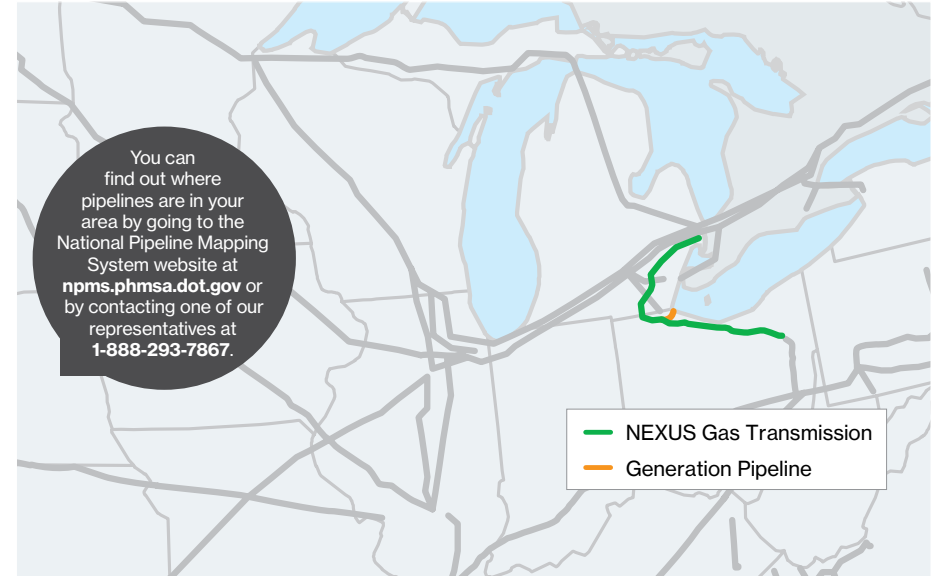 You can
find out where
pipelines are in your
area by going to the
National Pipeline Mapping
System website at
npms.phmsa.dot.gov or
by contacting one of our
representatives at
1-888-293-7867.
NEXUS Gas Transmission
Generation Pipeline